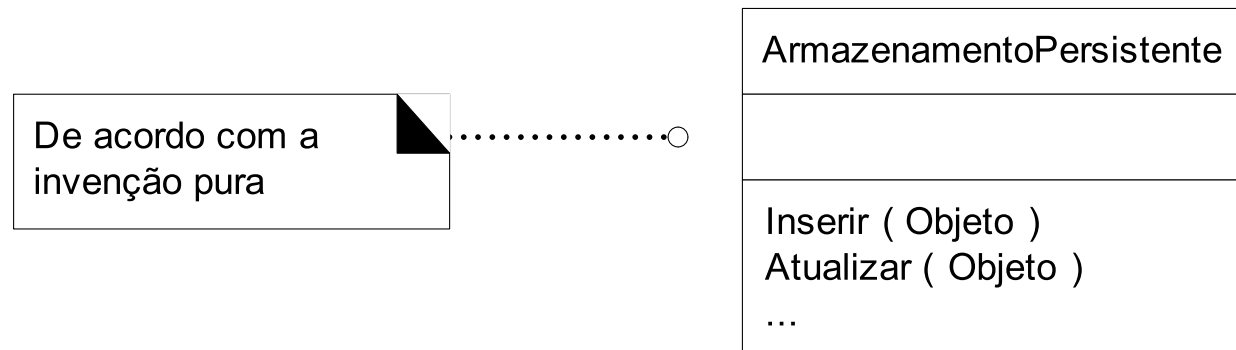 ArmazenamentoPersistente
De acordo com a
invenção pura
Inserir ( Objeto )
Atualizar ( Objeto )
...